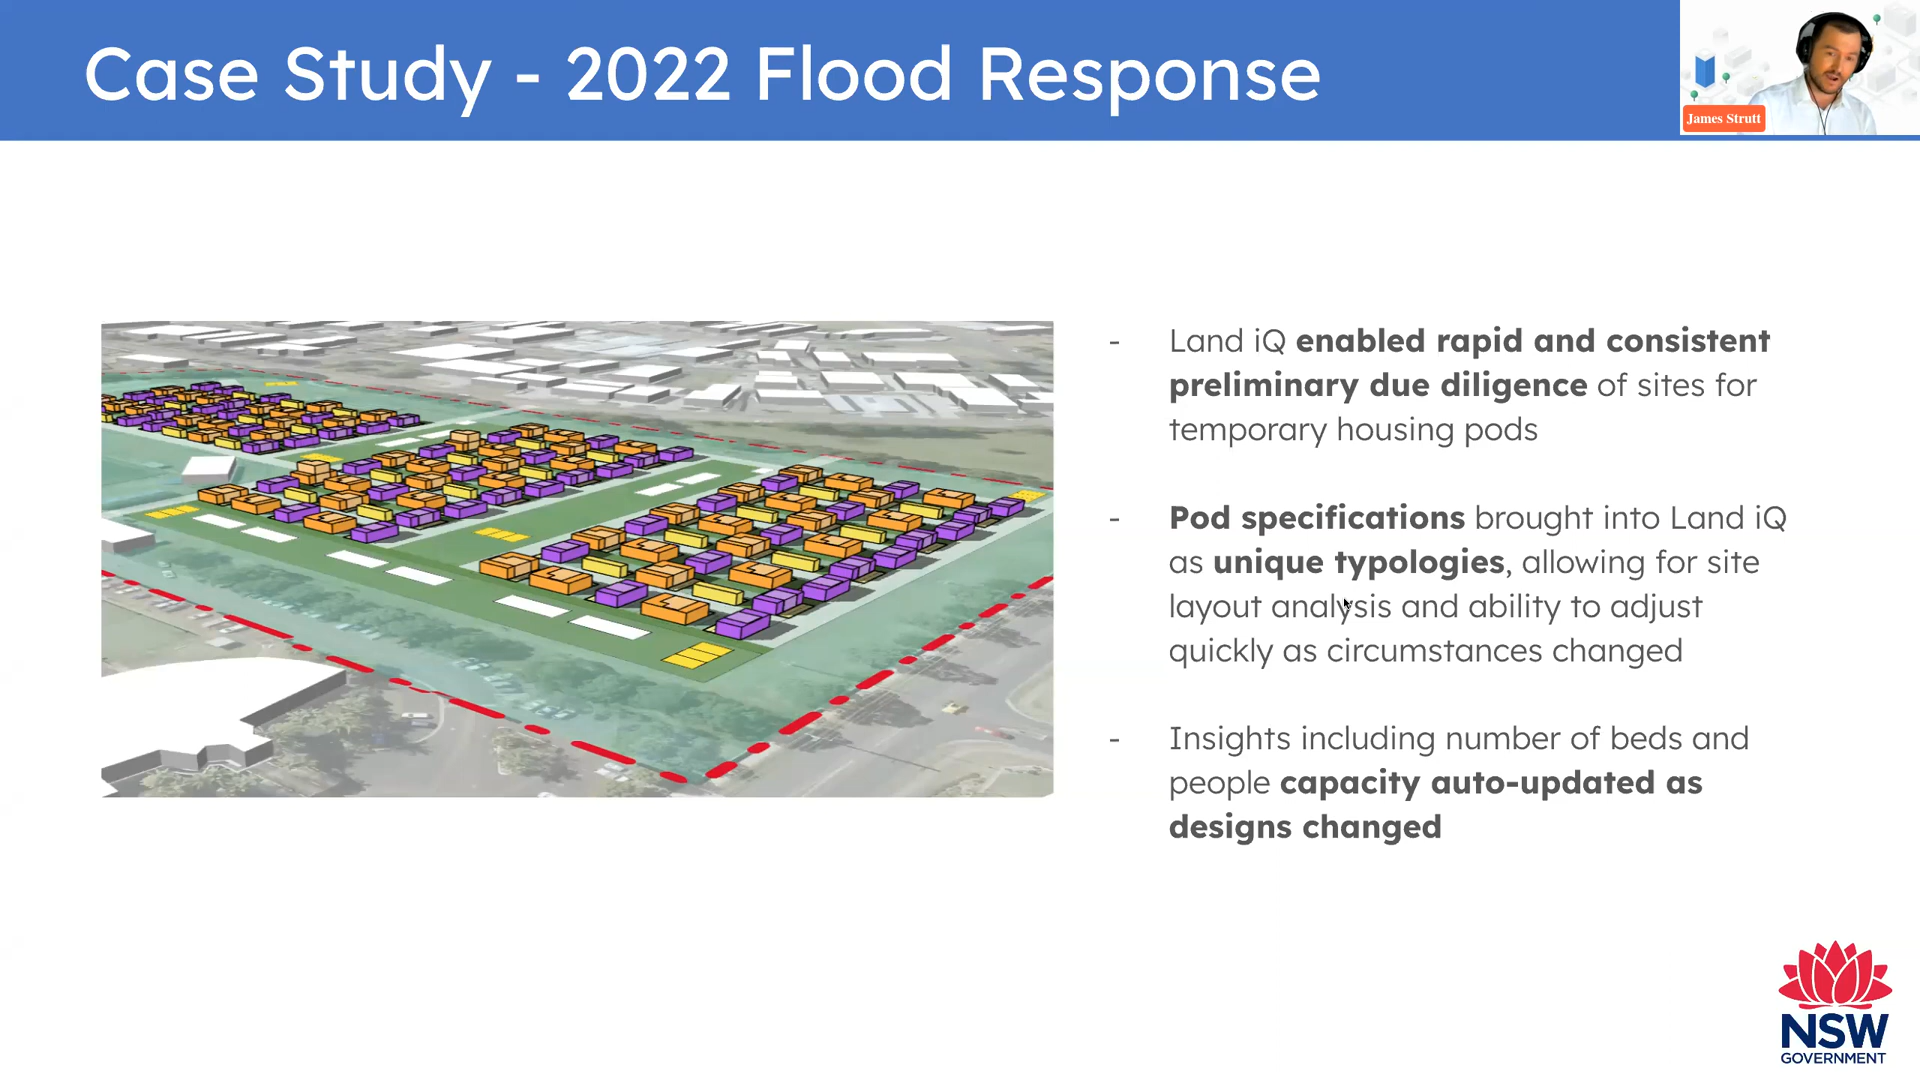 Case Study - 2022 Flood Response
James Strutt
- Land iQ enabled rapid and consistent
preliminary due diligence of sites for
temporary housing pods
- Pod specifications brought into Land iQ
as unique typologies, allowing for site
layout analysis and ability to adjust
quickly as circumstances changed
- Insights including number of beds and
people capacity auto-updated as
designs changed
NSW
GOVERNMENT